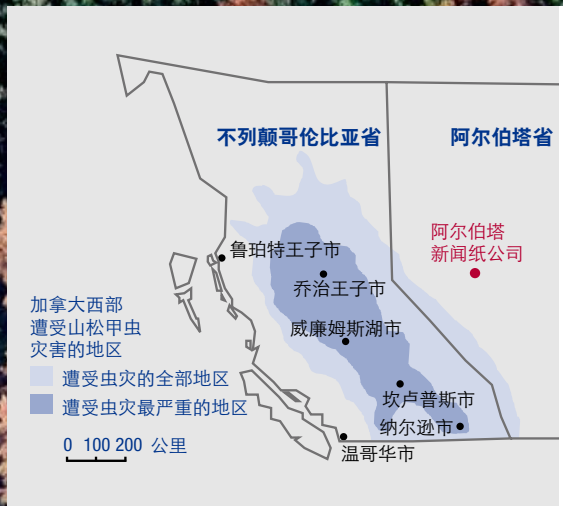 不列颠哥伦比亚省
阿尔伯塔省
阿尔伯塔
新闻纸公司
鲁珀特王子市
乔治王子市
加拿大西部
遭受山松甲虫
灾害的地区
威廉姆斯湖市
遭受虫灾的全部地区
遭受虫灾最严重的地区
坎卢普斯市
纳尔逊市
0 100 200 公里
温哥华市